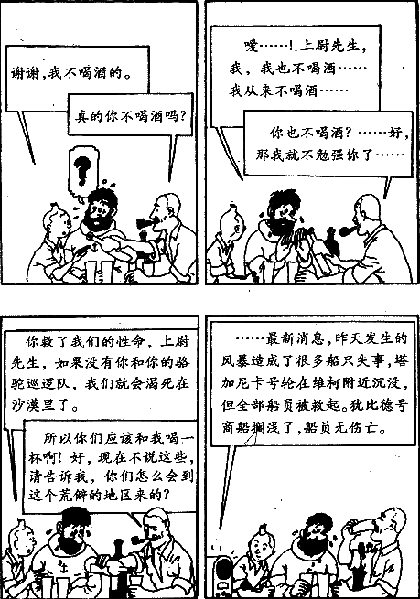 谢谢，我不喝酒的。
真的你不喝酒吗？
嗳……！上尉先生，
我，我也不喝酒……
我从来不喝酒……
你也不喝酒？……好，
那我就不勉强你了……
你救了我们的性命，上尉
先生，如果没有你和你的骆
驼巡逻队，我们就会渴死在
沙漠里了。
所以你们应该和我喝一
杯啊！好，现在不说这些，
请告诉我，你们怎么会到
这个荒僻的地区来的？
……最新消息，昨天发生的
风暴造成了很多船只失事，塔
加尼卡号轮在维柯附近沉没，
但全部船员被救起。犹比德号
商船搁浅了，船员无伤亡。